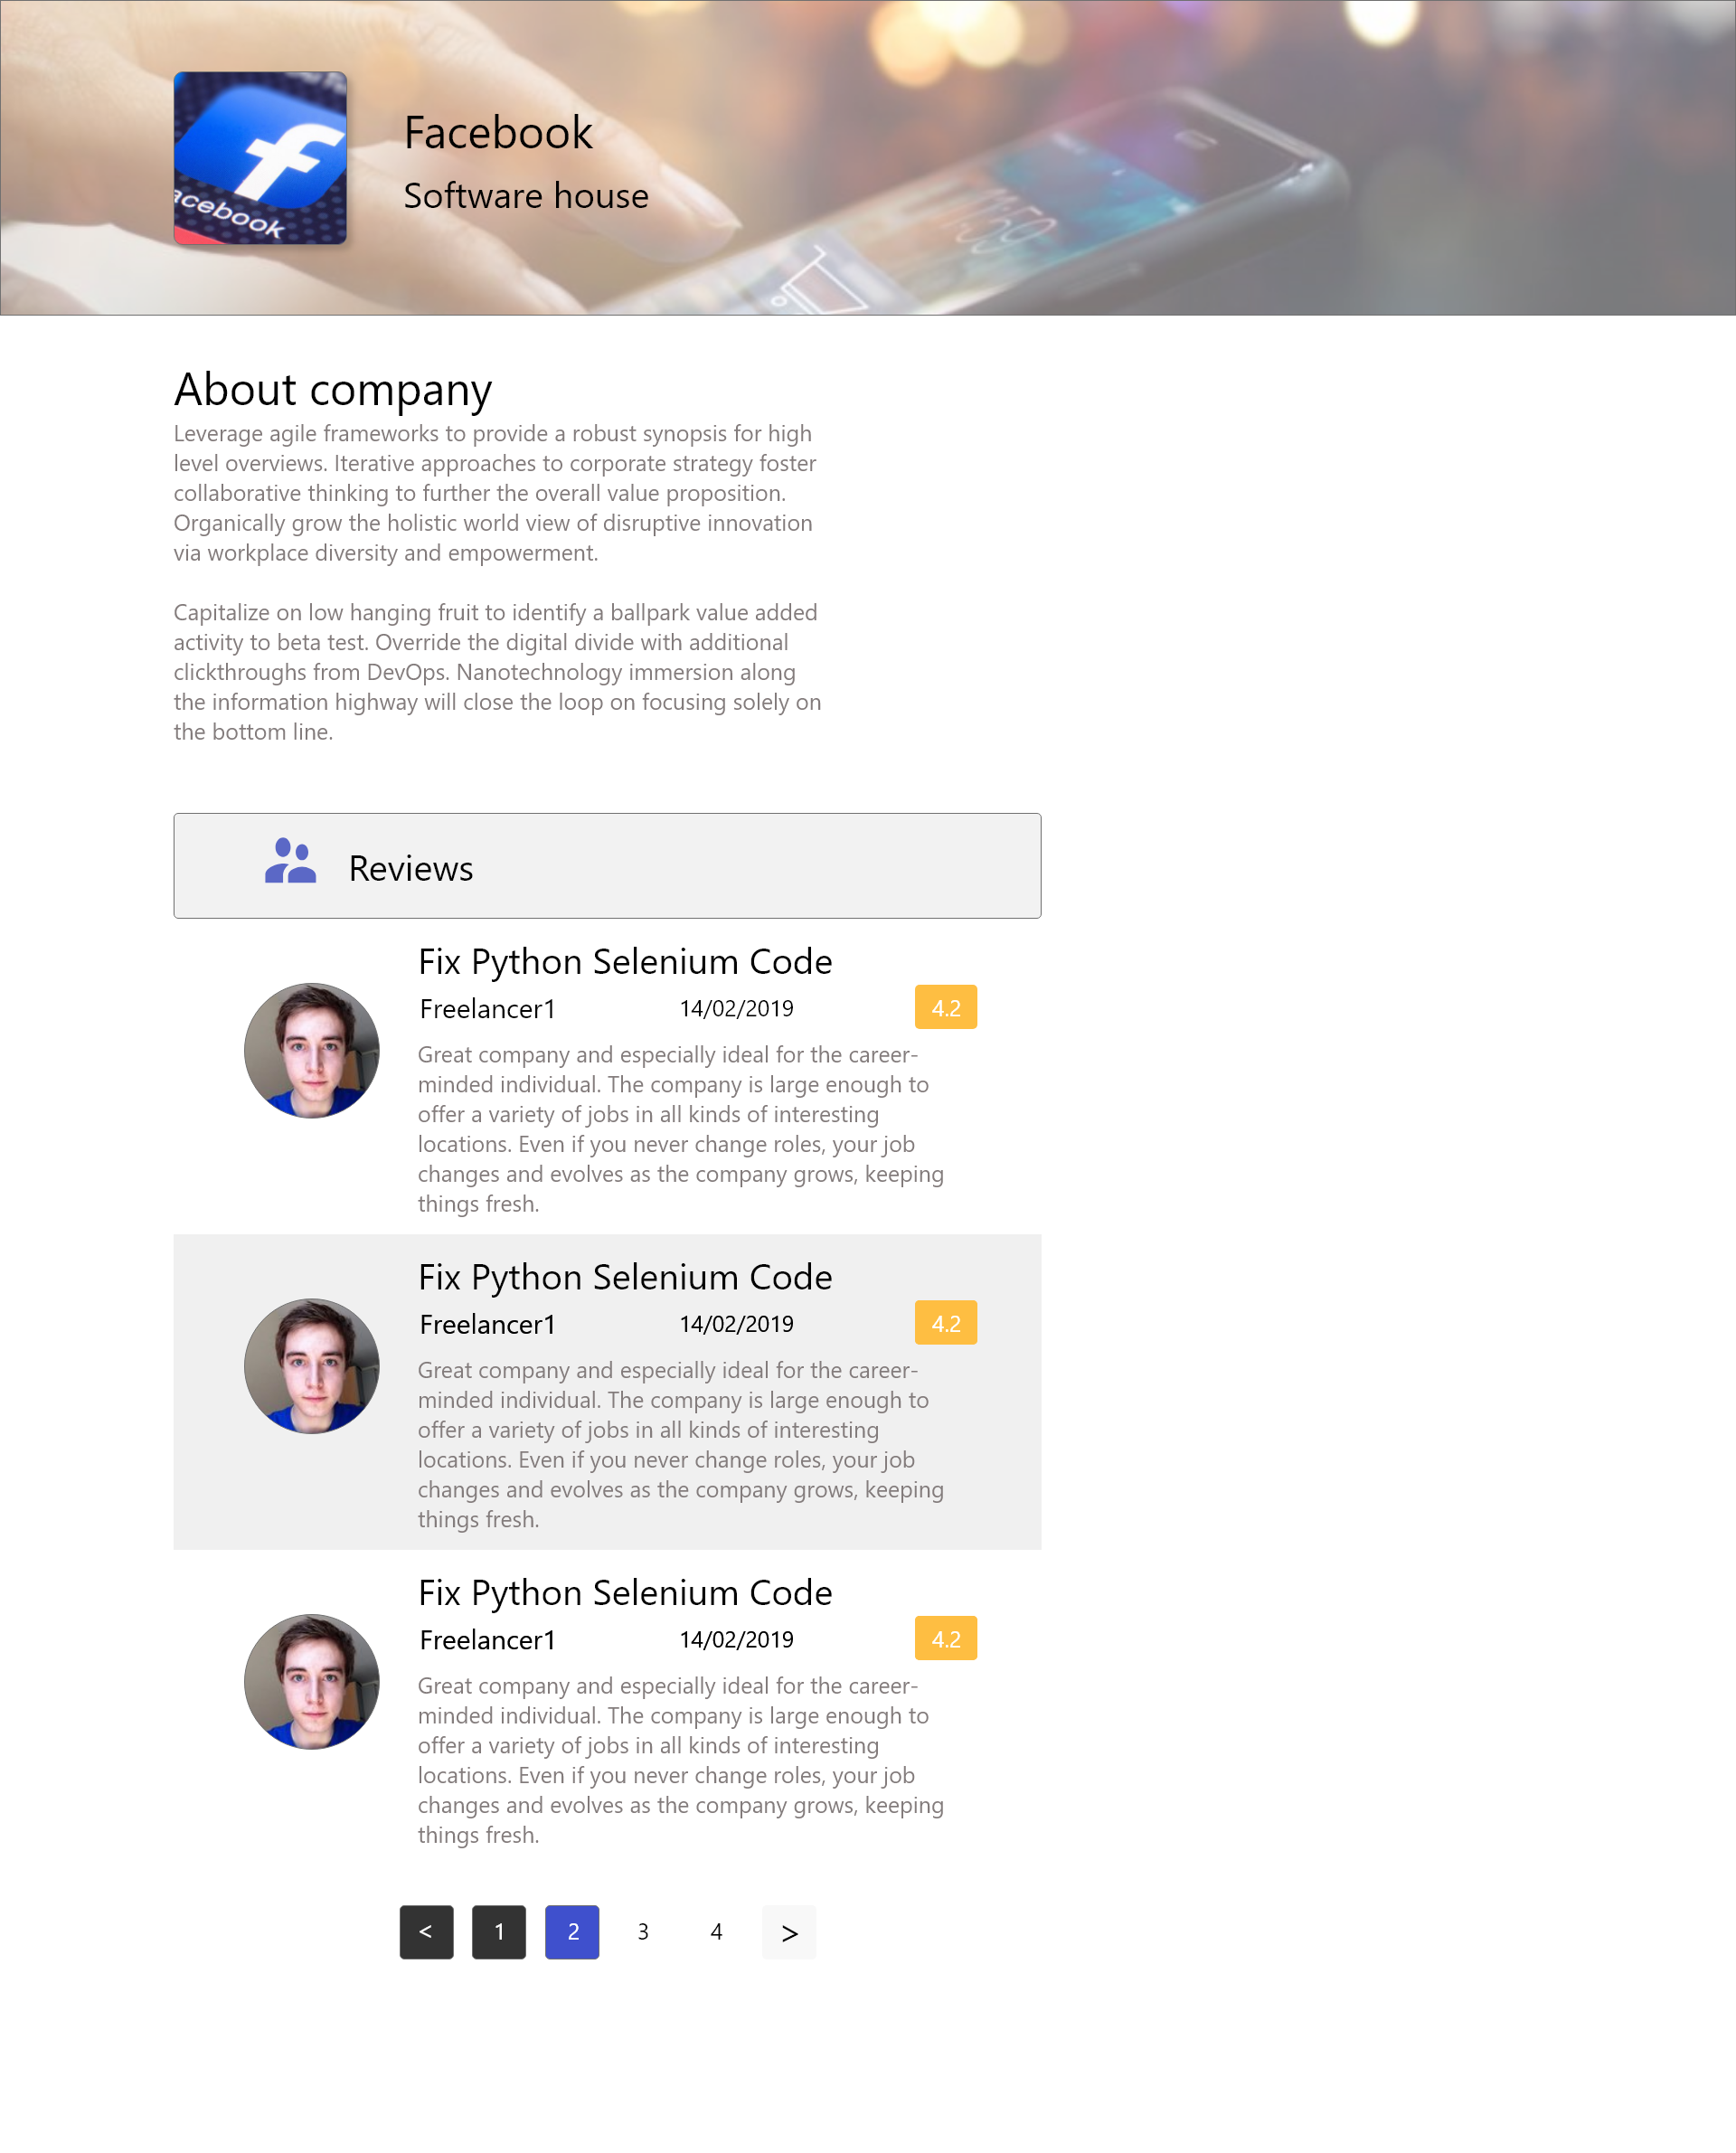 Facebook
Software house
acebook
About company
Leverage agile frameworks to provide a robust synopsis for high
level overviews. Iterative approaches to corporate strategy foster
collaborative thinking to further the overall value proposition.
Organically grow the holistic world view of disruptive innovation
via workplace diversity and empowerment.
Capitalize on low hanging fruit to identify a ballpark value added
activity to beta test. Override the digital divide with additional
clickthroughs from DevOps. Nanotechnology immersion along
the information highway will close the loop on focusing solely on
the bottom line.
Reviews
Fix Python Selenium Code
Freelancer1 14/02/2019 4.2
Great company and especially ideal for the career-
minded individual. The company is large enough to
offer a variety of jobs in all kinds of interesting
locations. Even if you never change roles, your job
changes and evolves as the company grows, keeping
things fresh.
Fix Python Selenium Code
Freelancer1 14/02/2019 4.2
Great company and especially ideal for the career-
minded individual. The company is large enough to
offer a variety of jobs in all kinds of interesting
locations. Even if you never change roles, your job
changes and evolves as the company grows, keeping
things fresh.
Fix Python Selenium Code
Freelancer1 14/02/2019 4.2
Great company and especially ideal for the career-
minded individual. The company is large enough to
offer a variety of jobs in all kinds of interesting
locations. Even if you never change roles, your job
changes and evolves as the company grows, keeping
things fresh.
< 1 2 3 4 >